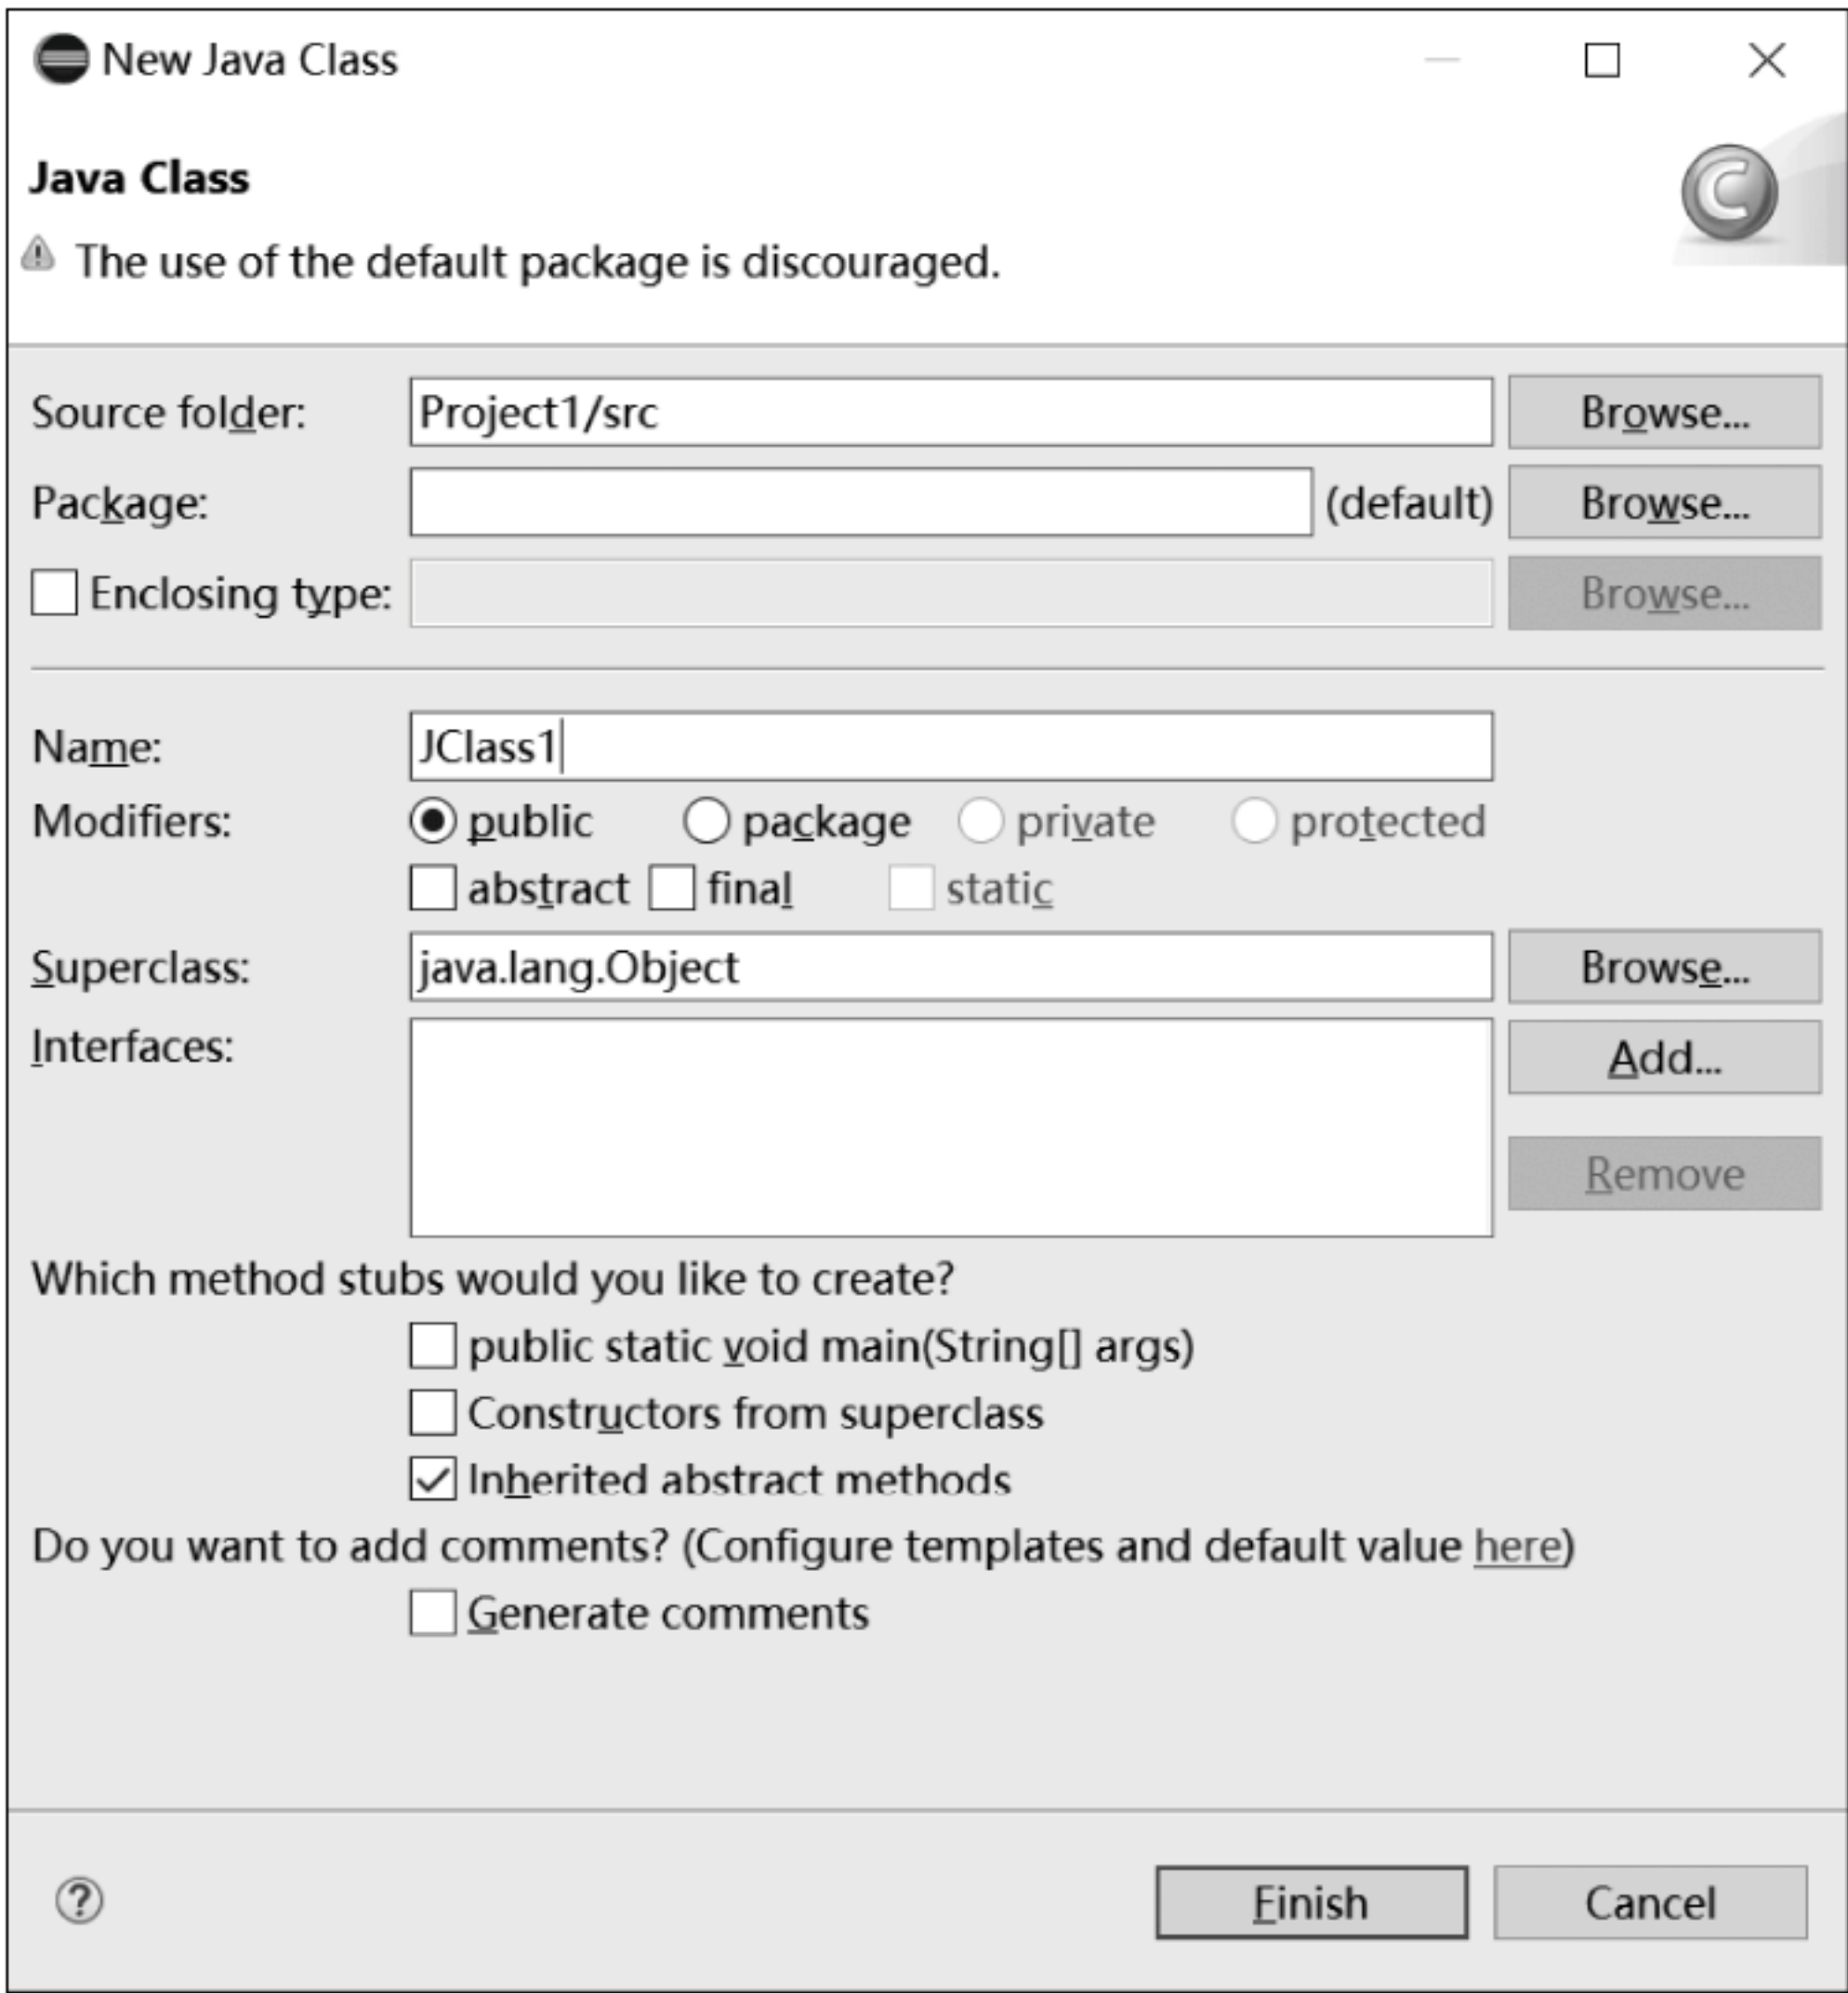 New Java Class
Java Class
The use of the default package is discouraged.
Source folder: Project1/src Browse...
Package: (default) Browse...
Enclosing type: Browse...
Name: JClass1
Modifiers: public package private protected
abstract final static
Superclass: java.lang.Object Browse...
Interfaces: Add...
Remove
Which method stubs would you like to create?
public static void main(String[] args)
Constructors from superclass
Inherited abstract methods
Do you want to add comments? (Configure templates and default value here)
Generate comments
Finish Cancel